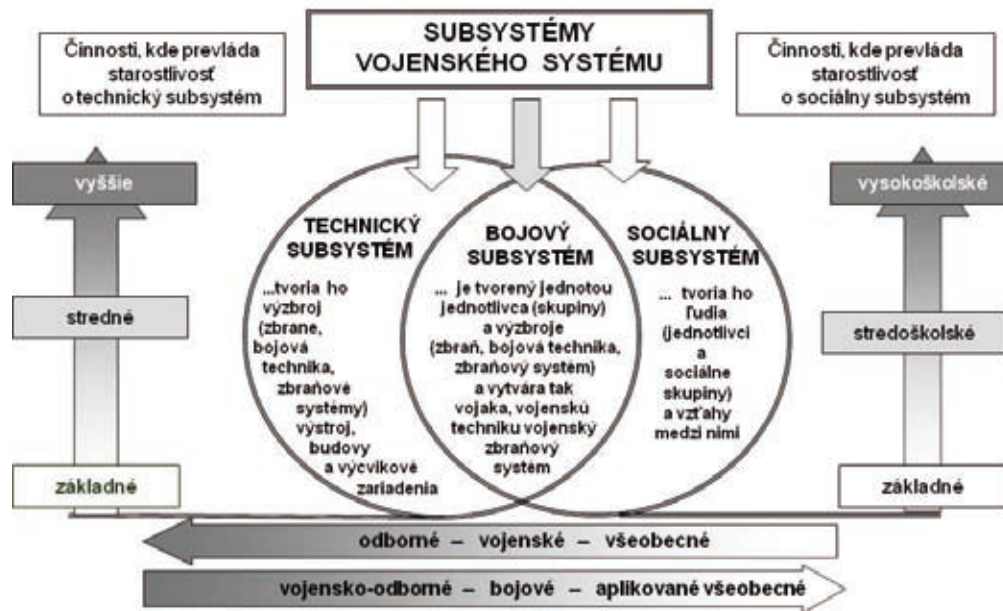 SUBSYSTÉMY
VOJENSKÉHO SYSTÉMU
Činnosti, kde prevláda
starostlivosť
o technický subsystém
Činnosti, kde prevláda
starostlivosť
o sociálny subsystém
vyššie
stredné
základné
TECHNICKÝ
SUBSYSTÉM
...tvoria ho
výzbroj
(zbrane,
bojová
technika,
zbraňové
systémy)
výstroj,
budovy
a výcvikové
zariadenia
BOJOVÝ
SUBSYSTÉM
... je tvorený jednotou
jednotlivca (skupiny)
a výzbroje
(zbraň, bojová technika,
zbraňový systém)
a vytvára tak
vojaka, vojenskú
techniku vojenský
zbraňový
systém
SOCIÁLNY
SUBSYSTÉM
... tvoria ho
ľudia
(jednotlivci
a
sociálne
skupiny)
a vzťahy
medzi nimi
vysokoškolské
stredoškolské
základné
odborné – vojenské – všeobecné
vojensko-odborné – bojové – aplikované všeobecné